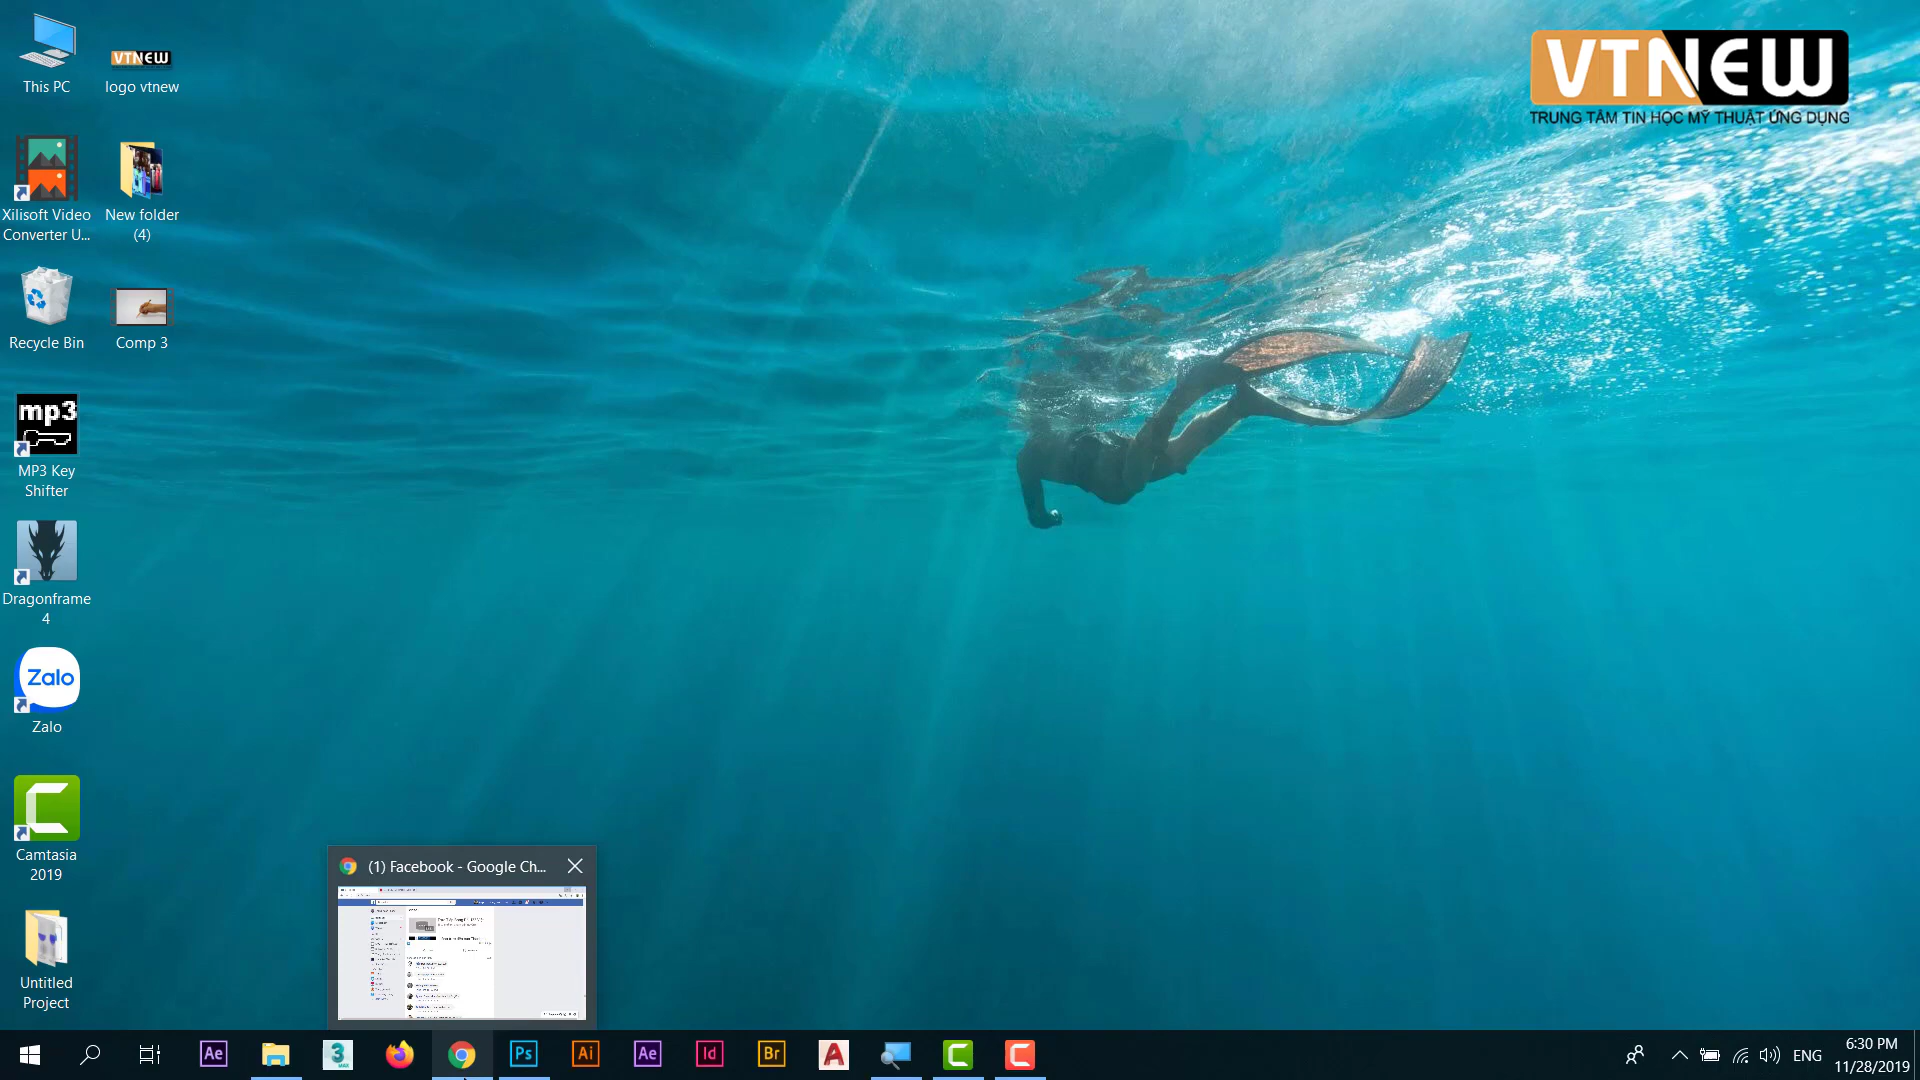 This PC
VTNEW
logo vtnew
VTNEW
TRUNG TÂM TIN HỌC MỸ THUẬT ỨNG DỤNG
Xilisoft Video
Converter U...
New folder
(4)
Recycle Bin
Comp 3
mp3
MP3 Key
Shifter
Dragonframe
4
Zalo
Zalo
Camtasia
2019
Untitled
Project
(1) Facebook - Google Ch...
Ae
3
Ps
Ai
Ae
Id
Br
ENG
6:30 PM
11/28/2019